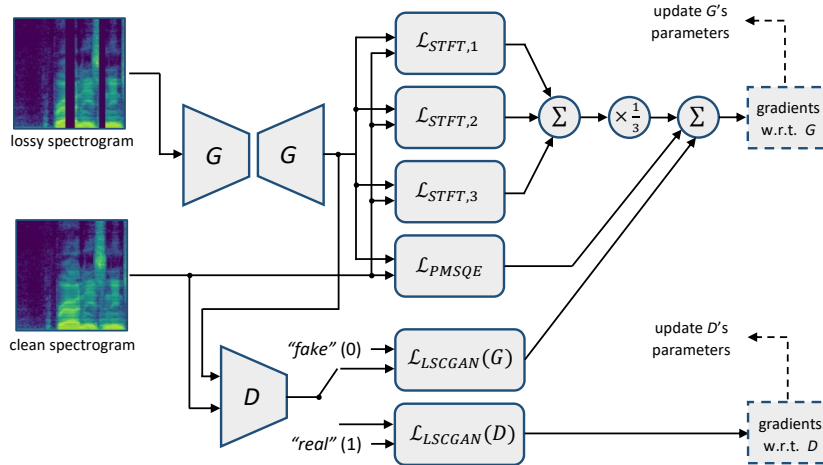 update G's
parameters
lossy spectrogram
G
G
ℒSTFT,1
ℒSTFT,2
ℒSTFT,3
∑
× 1/3
∑
gradients
w.r.t. G
ℒPMSQE
clean spectrogram
D
"fake" (0)
ℒLSCGAN(G)
"real" (1)
ℒLSCGAN(D)
update D's
parameters
gradients
w.r.t. D